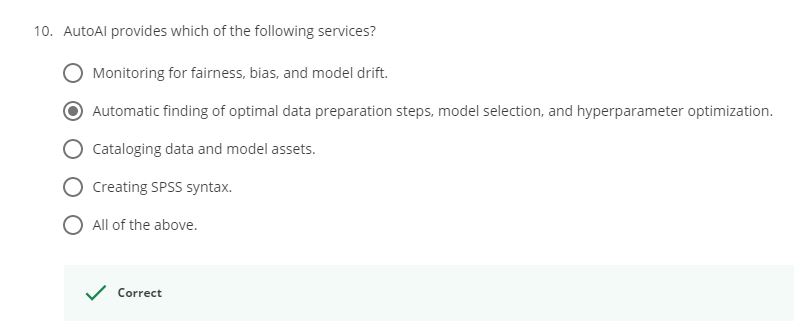 10. AutoAI provides which of the following services?
Monitoring for fairness, bias, and model drift.
Automatic finding of optimal data preparation steps, model selection, and hyperparameter optimization.
Cataloging data and model assets.
Creating SPSS syntax.
All of the above.
Correct